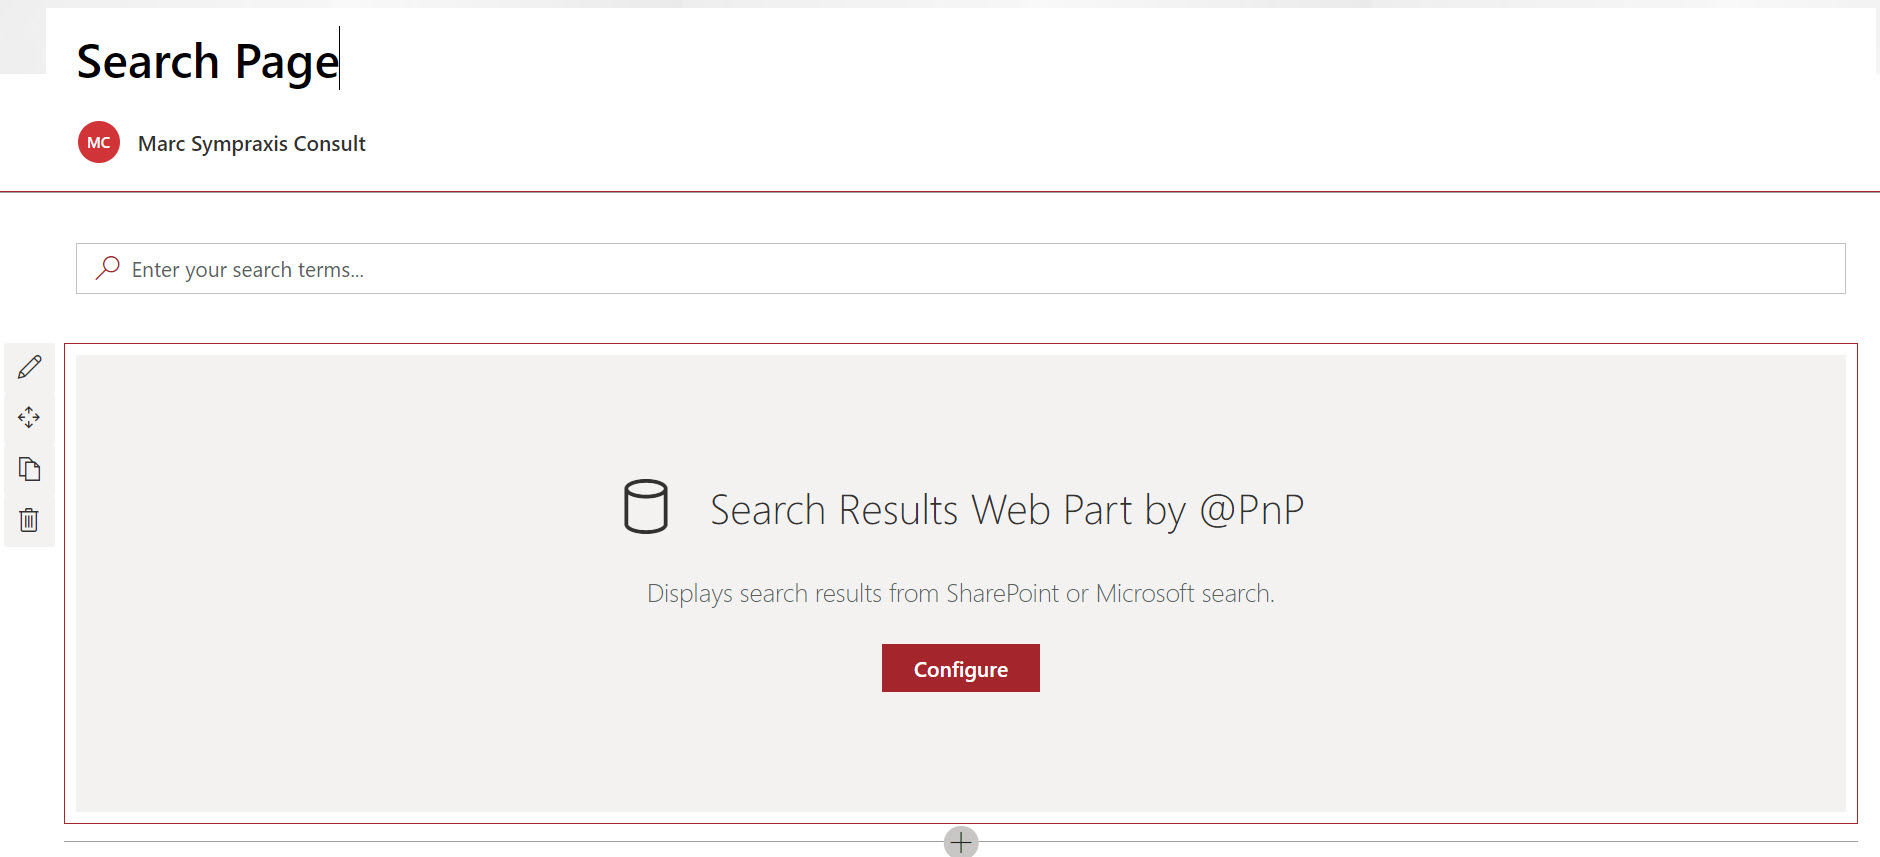 Search Page
MC
Marc Sympraxis Consult
Enter your search terms...
Search Results Web Part by @PnP
Displays search results from SharePoint or Microsoft search.
Configure